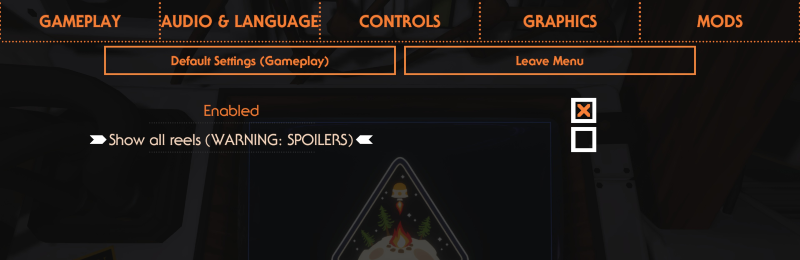 GAMEPLAY AUDIO & LANGUAGE CONTROLS GRAPHICS MODS
Default Settings (Gameplay) Leave Menu
Enabled
Show all reels (WARNING: SPOILERS)